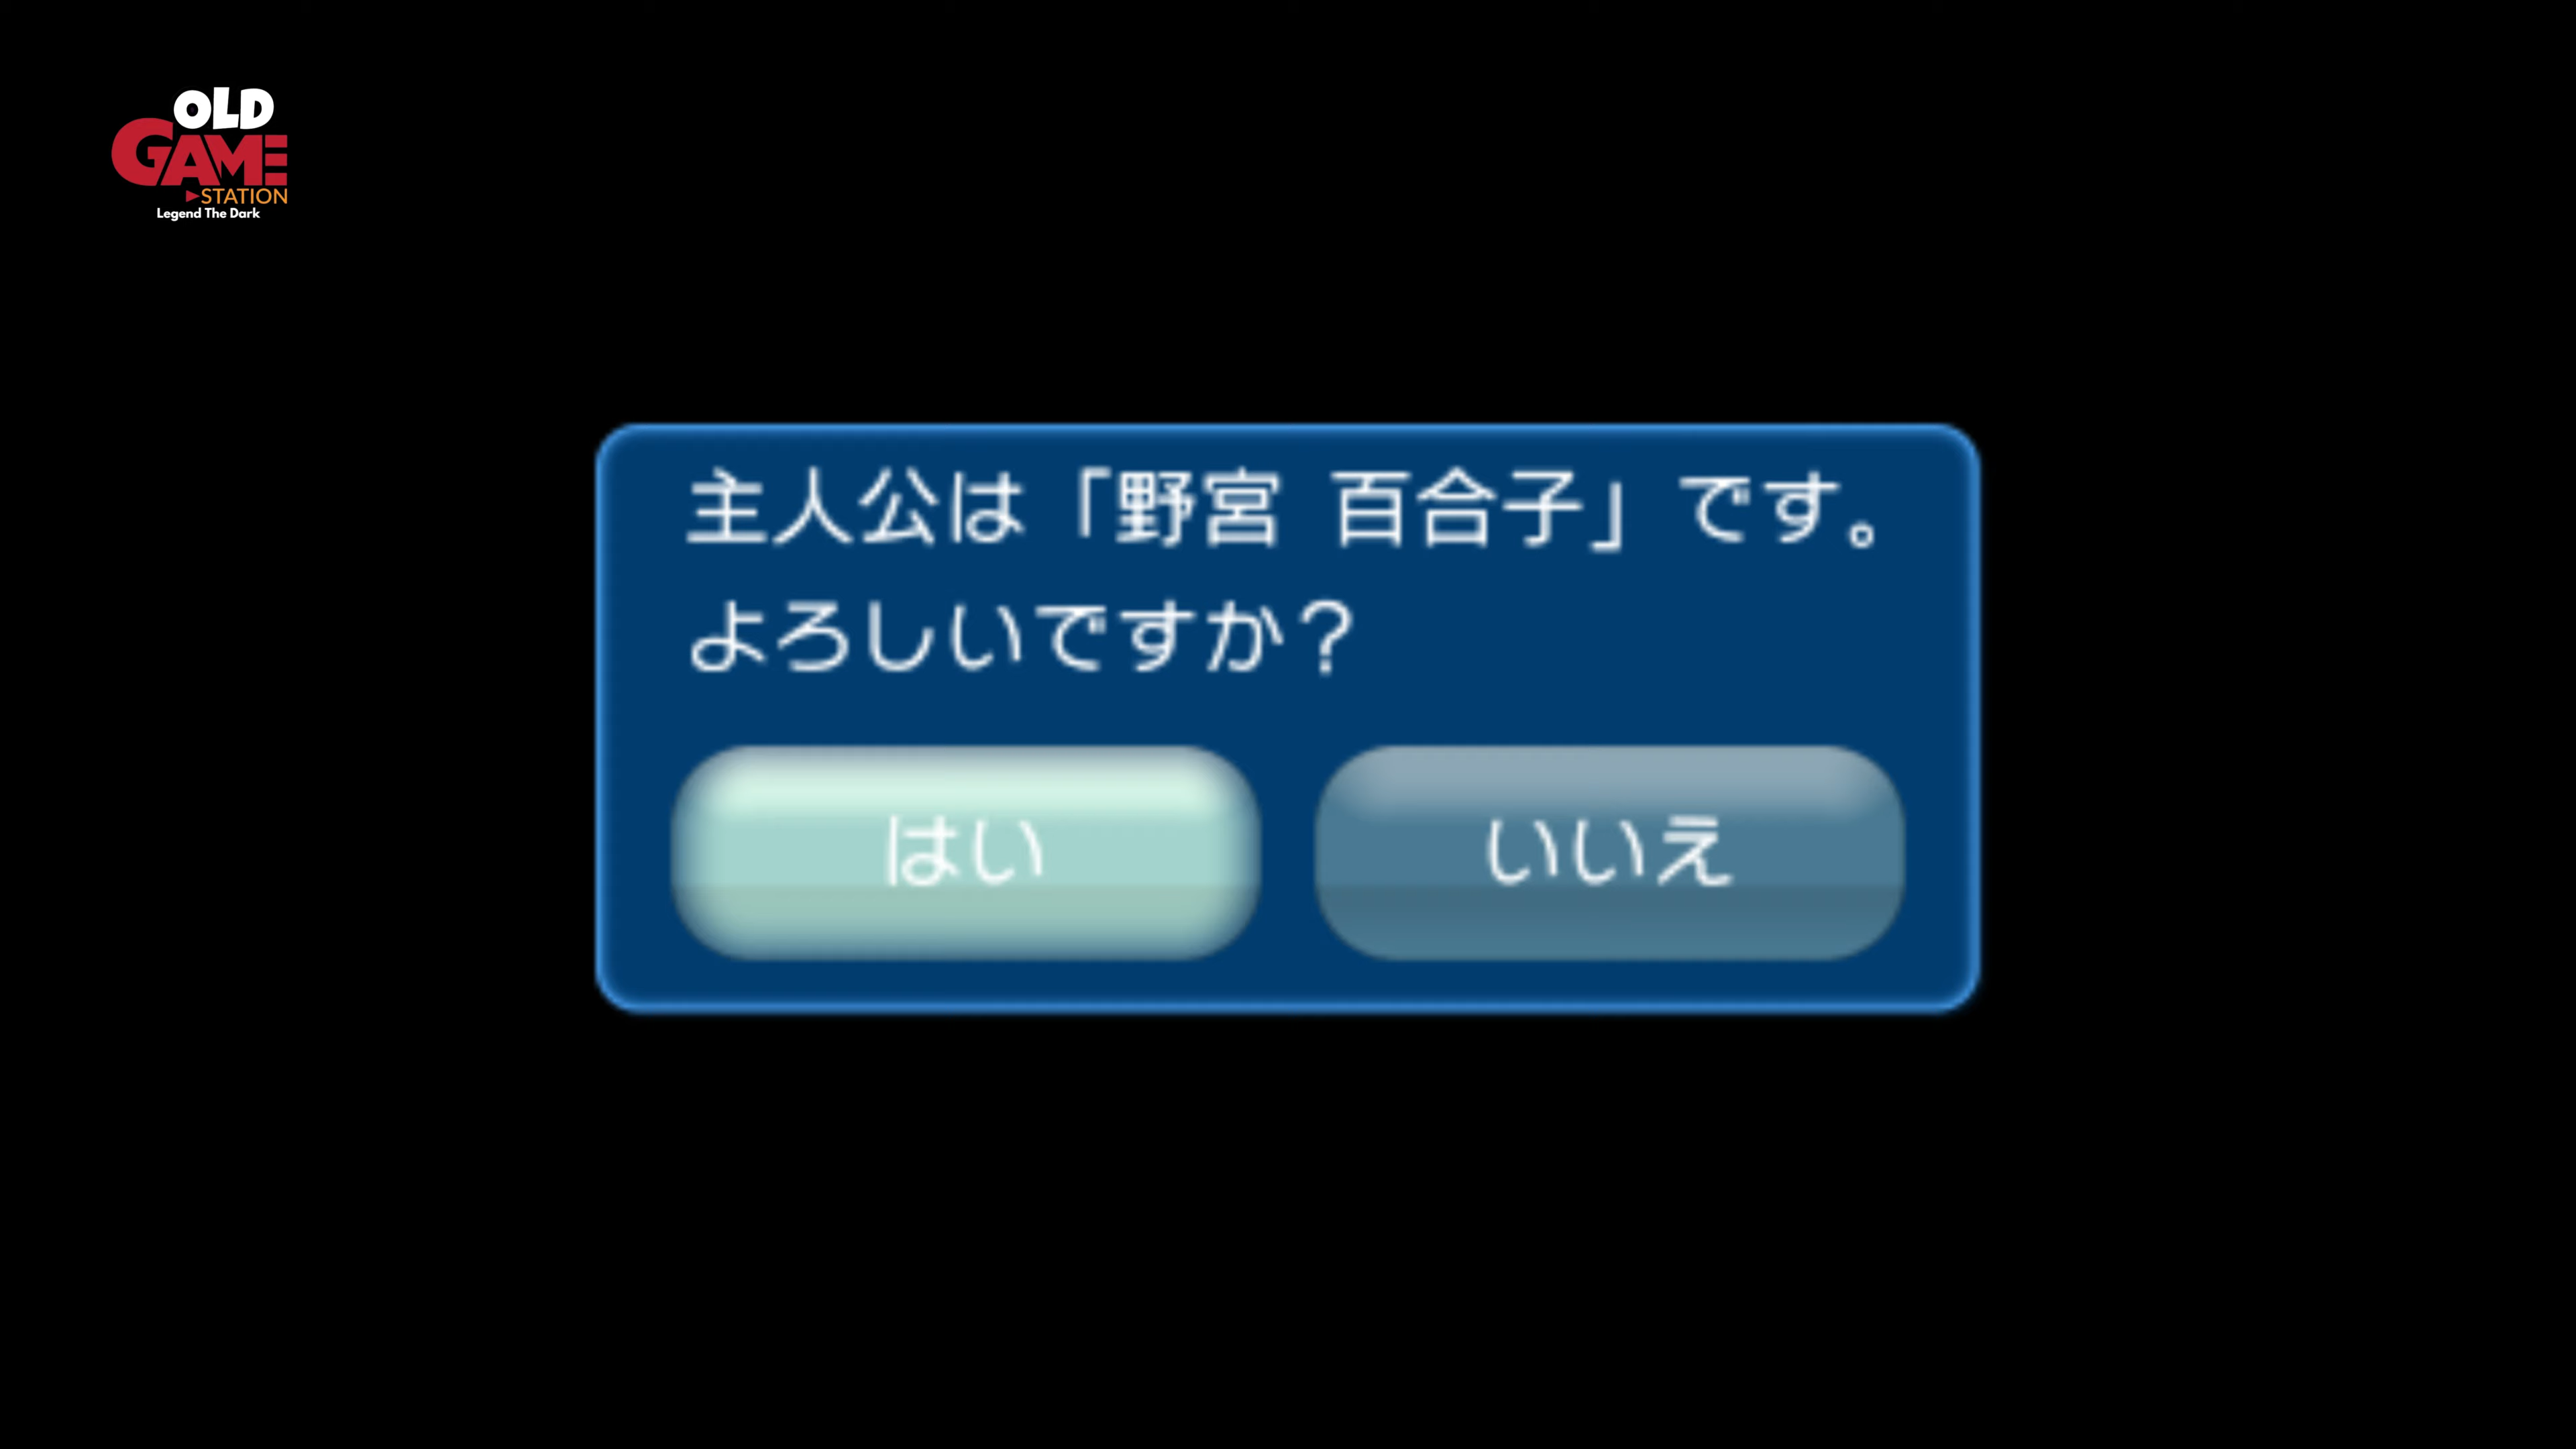 OLD
GAME
STATION
Legend The Dark
主人公は「野宮 百合子」です。
よろしいですか？
はい
いいえ